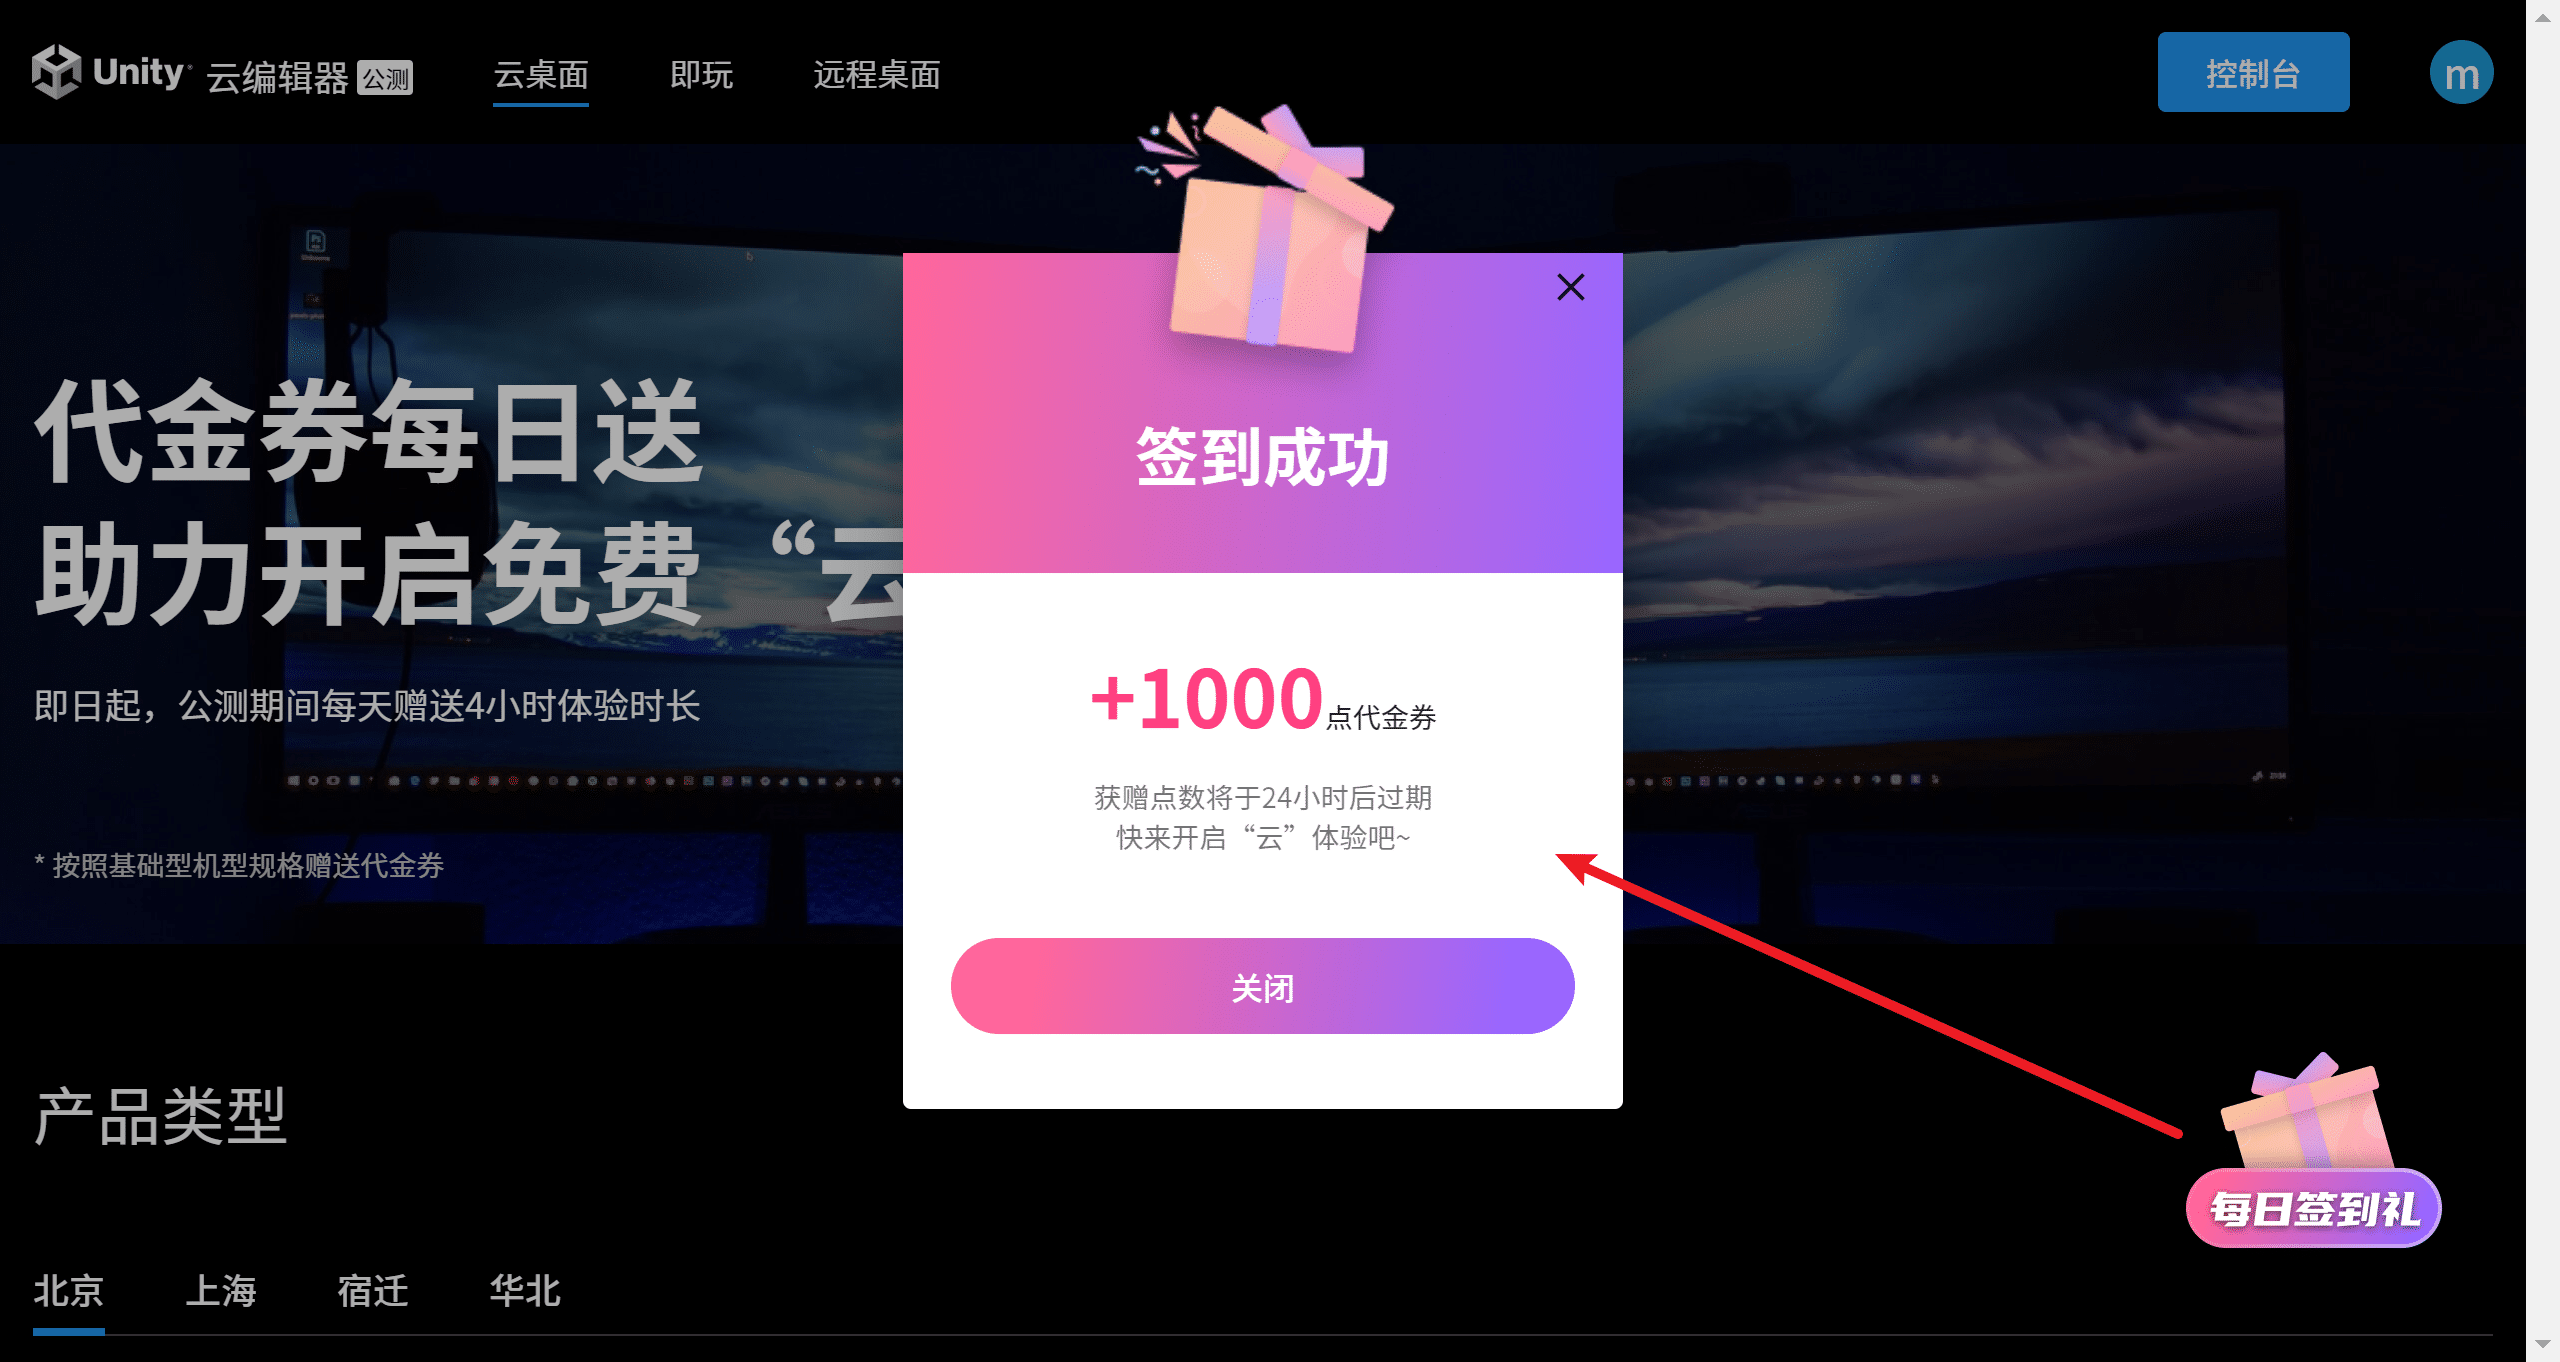 Unity 云编辑器 公测
云桌面
即玩
远程桌面
控制台
m
代金券每日送
助力开启免费“云
即日起，公测期间每天赠送4小时体验时长
* 按照基础型机型规格赠送代金券
签到成功
+1000点代金券
获赠点数将于24小时后过期
快来开启“云”体验吧~
关闭
每日签到礼
产品类型
北京
上海
宿迁
华北